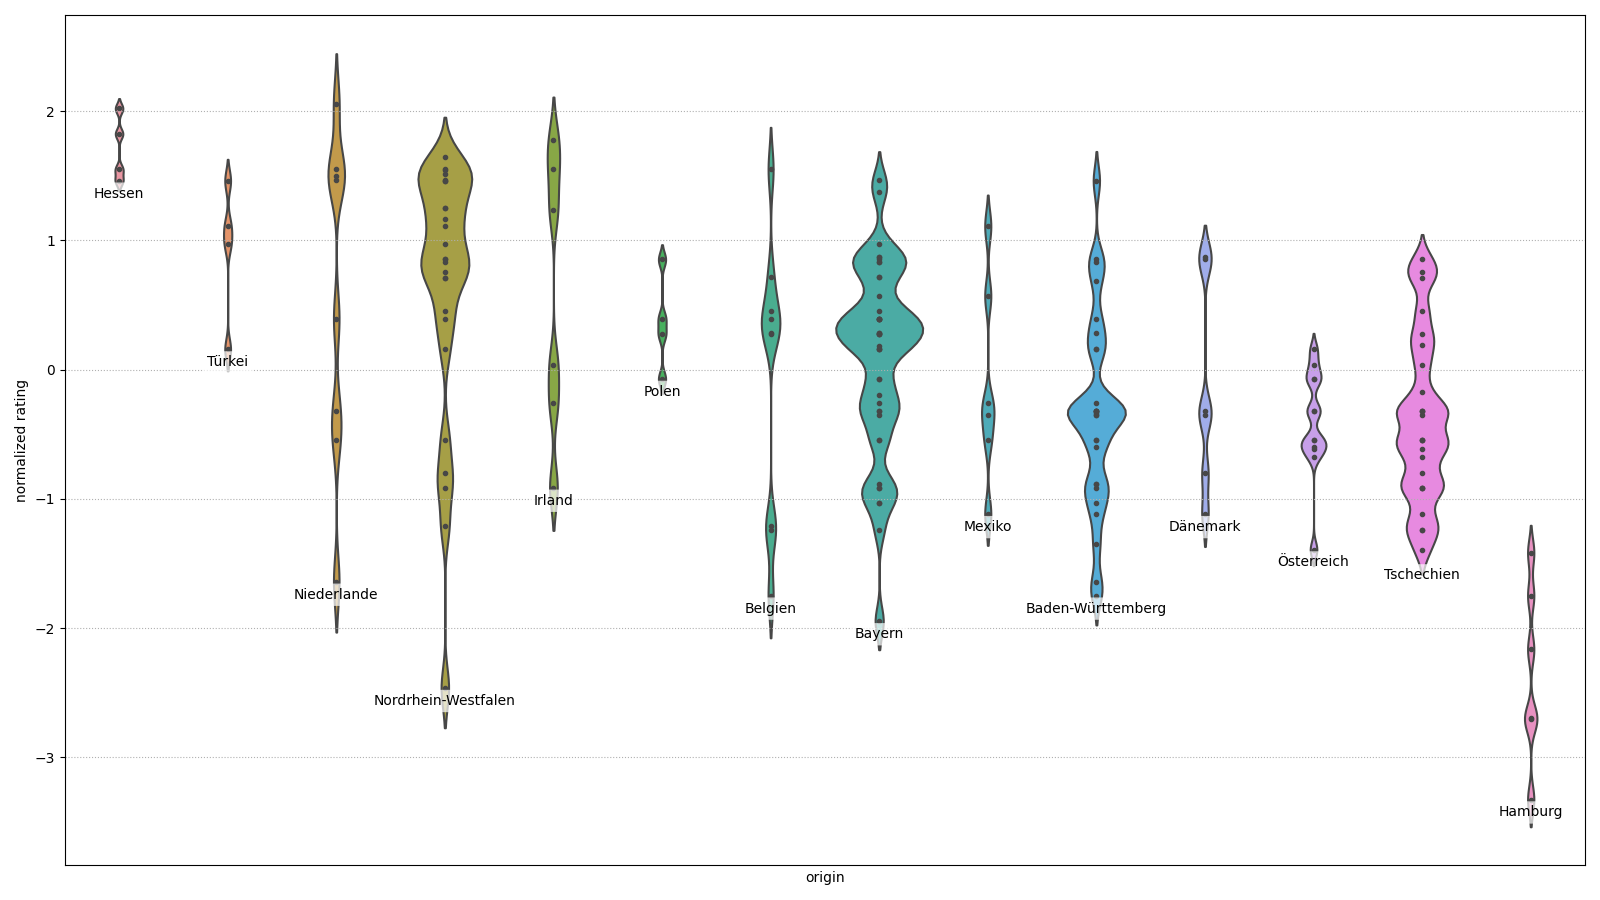 2
1
0
−1
−2
−3
normalized rating
Hessen
Türkei
Niederlande
Nordrhein-Westfalen
Irland
Polen
Belgien
Bayern
Mexiko
Baden-Württemberg
Dänemark
Österreich
Tschechien
Hamburg
origin